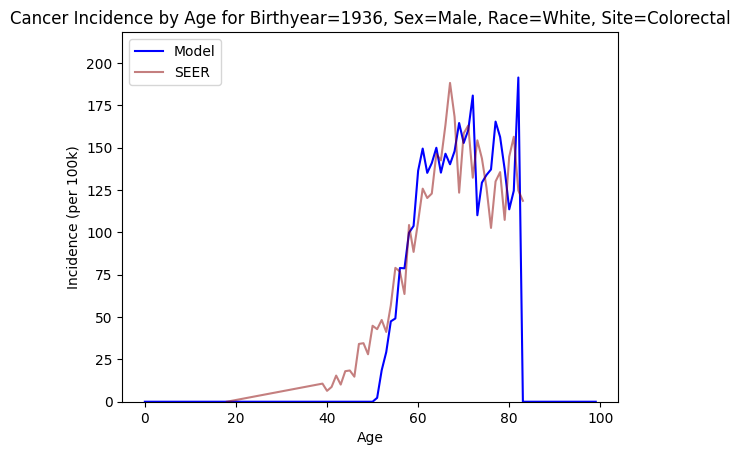 Cancer Incidence by Age for Birthyear=1936, Sex=Male, Race=White, Site=Colorectal
Model
SEER
200
175
150
125
100
75
50
25
0
Incidence (per 100k)
0 20 40 60 80 100
Age